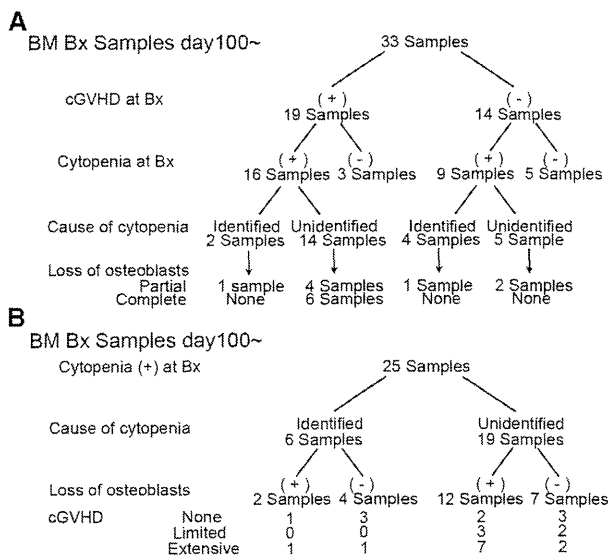 A
BM Bx Samples day100~
33 Samples
cGVHD at Bx
(+) (-)
19 Samples 14 Samples
Cytopenia at Bx
(+) (-) (+) (-)
16 Samples 3 Samples 9 Samples 5 Samples
Cause of cytopenia
Identified Unidentified Identified Unidentified
2 Samples 14 Samples 4 Samples 5 Sample
Loss of osteoblasts
Partial 1 sample 4 Samples 1 Sample 2 Samples
Complete None 6 Samples None None
B
BM Bx Samples day100~
Cytopenia (+) at Bx 25 Samples
Cause of cytopenia
Identified Unidentified
6 Samples 19 Samples
Loss of osteoblasts
(+) (-) (+) (-)
2 Samples 4 Samples 12 Samples 7 Samples
cGVHD None 1 3 2 3
Limited 0 0 3 2
Extensive 1 1 7 2